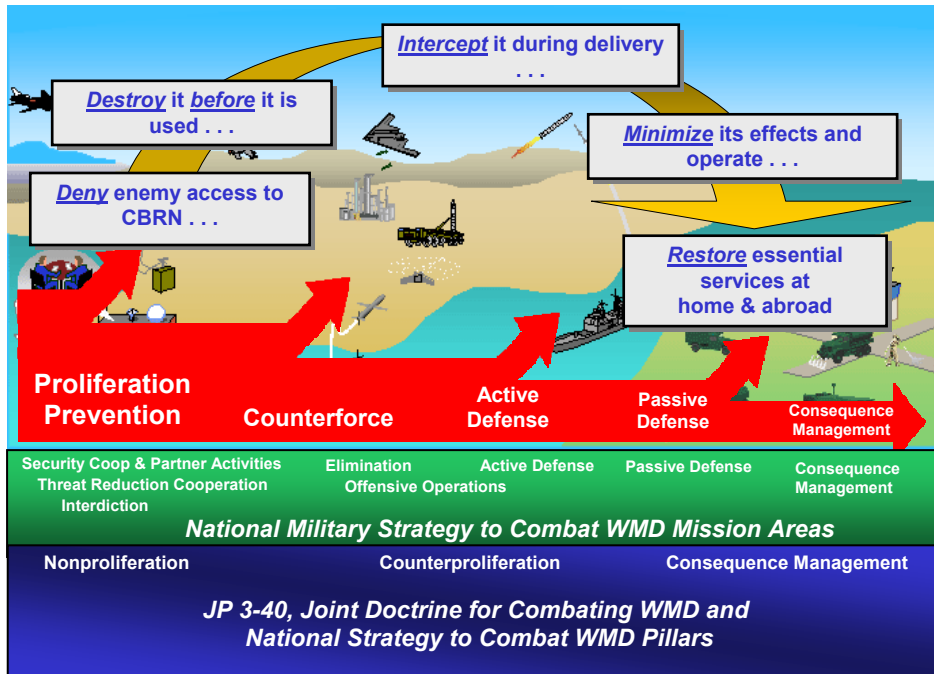 Intercept it during delivery
. . .
Destroy it before it is
used . . .
Minimize its effects and
operate . . .
Deny enemy access to
CBRN . . .
Restore essential
services at
home & abroad
Proliferation
Prevention
Counterforce
Active
Defense
Passive
Defense
Consequence
Management
Security Coop & Partner Activities
Threat Reduction Cooperation
Interdiction
Elimination
Offensive Operations
Active Defense
Passive Defense
Consequence
Management
National Military Strategy to Combat WMD Mission Areas
Nonproliferation
Counterproliferation
Consequence Management
JP 3-40, Joint Doctrine for Combating WMD and
National Strategy to Combat WMD Pillars